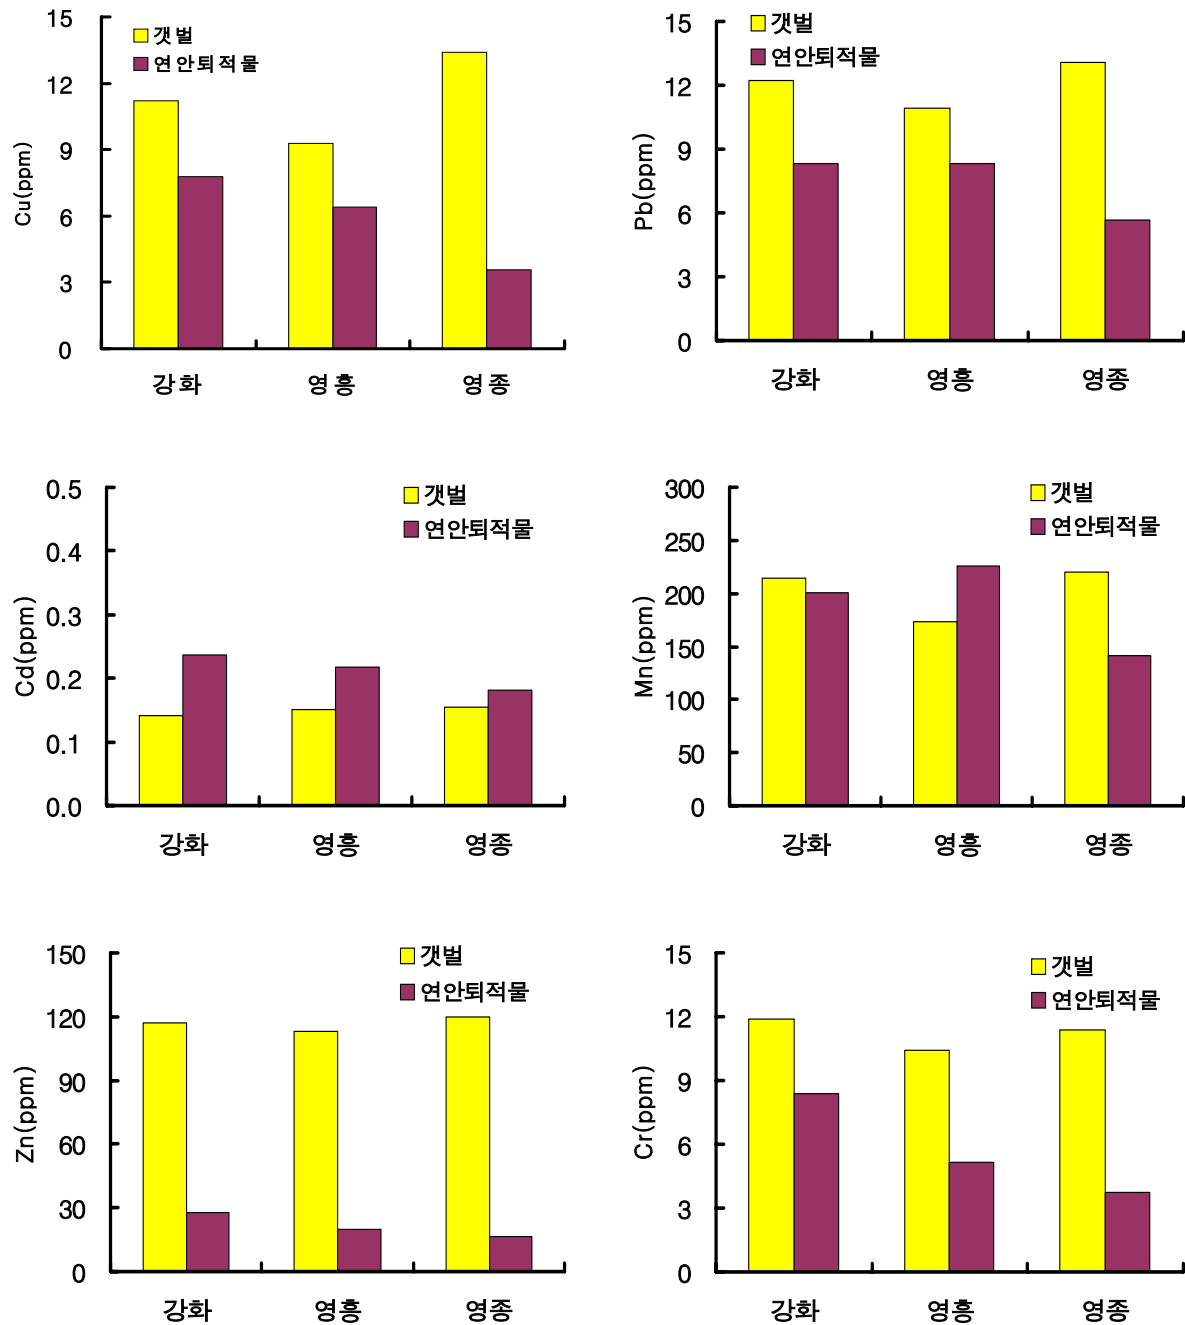 15
12
9
6
3
0
Cu(ppm)
갯벌
연안퇴적물
강화 영흥 영종
15
12
9
6
3
0
Pb(ppm)
갯벌
연안퇴적물
강화 영흥 영종
0.5
0.4
0.3
0.2
0.1
0.0
Cd(ppm)
갯벌
연안퇴적물
강화 영흥 영종
300
250
200
150
100
50
0
Mn(ppm)
갯벌
연안퇴적물
강화 영흥 영종
150
120
90
60
30
0
Zn(ppm)
갯벌
연안퇴적물
강화 영흥 영종
15
12
9
6
3
0
Cr(ppm)
갯벌
연안퇴적물
강화 영흥 영종